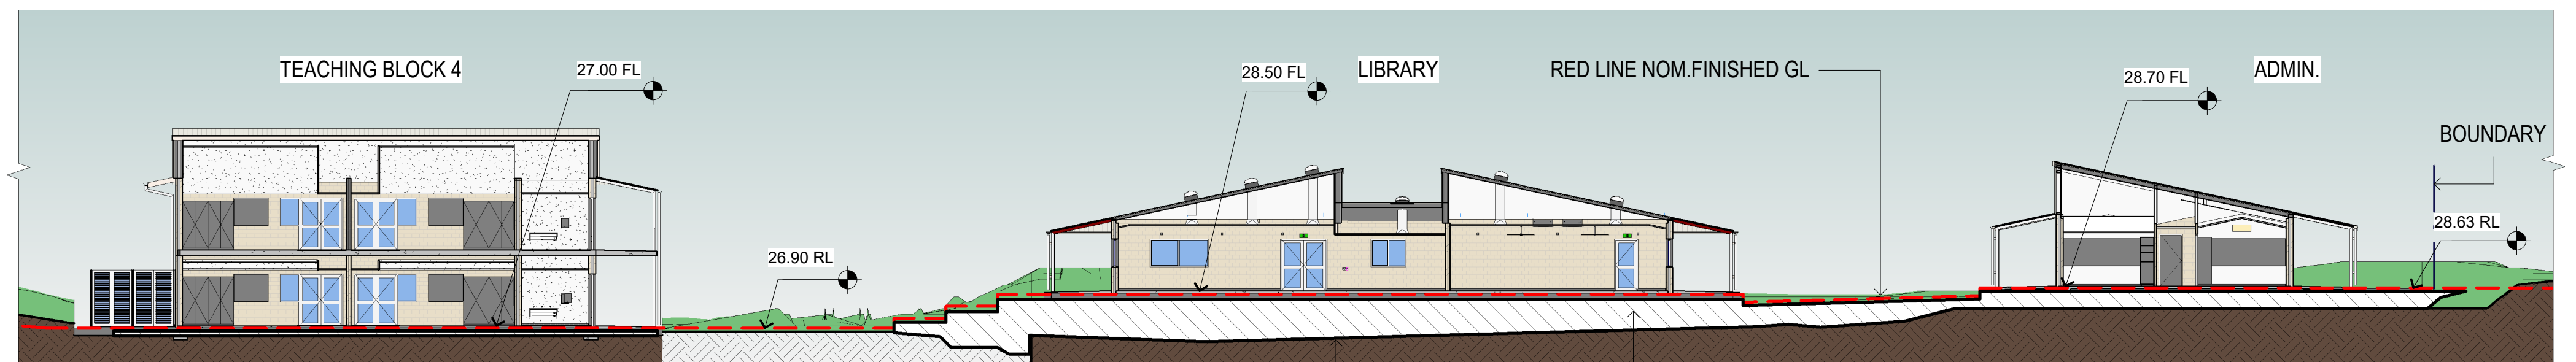 TEACHING BLOCK 4
27.00 FL
28.50 FL
LIBRARY
RED LINE NOM.FINISHED GL
28.70 FL
ADMIN.
BOUNDARY
28.63 RL
26.90 RL